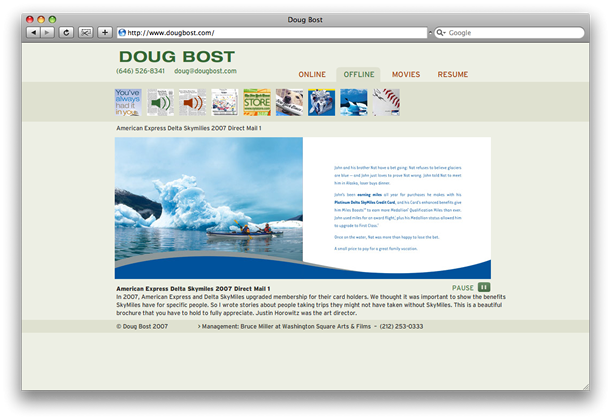 Doug Bost
http://www.dougbost.com/
Google
DOUG BOST
(646) 526-8341 doug@dougbost.com
ONLINE OFFLINE MOVIES RESUME
You've
always
had it
in you.
STORE
American Express Delta Skymiles 2007 Direct Mail 1
John and his brother Nat have a bet going: Nat refuses to believe glaciers
are blue – and John just loves to prove Nat wrong. John told Nat to meet
him in Alaska, loser buys dinner.
John's been earning miles all year for purchases he makes with his
Platinum Delta SkyMiles Credit Card, and his Card's enhanced benefits give
him Miles Boosts™ to earn more Medallion® Qualification Miles than ever.
John used miles for an award flight, plus his Medallion status allowed him
to upgrade to First Class.
Once on the water, Nat was more than happy to lose the bet.
A small price to pay for a great family vacation.
American Express Delta Skymiles 2007 Direct Mail 1
PAUSE
In 2007, American Express and Delta SkyMiles upgraded membership for their card holders. We thought it was important to show the benefits
SkyMiles have for specific people. So I wrote stories about people taking trips they might not have taken without SkyMiles. This is a beautiful
brochure that you have to hold to fully appreciate. Justin Horowitz was the art director.
© Doug Bost 2007 > Management: Bruce Miller at Washington Square Arts & Films – (212) 253-0333